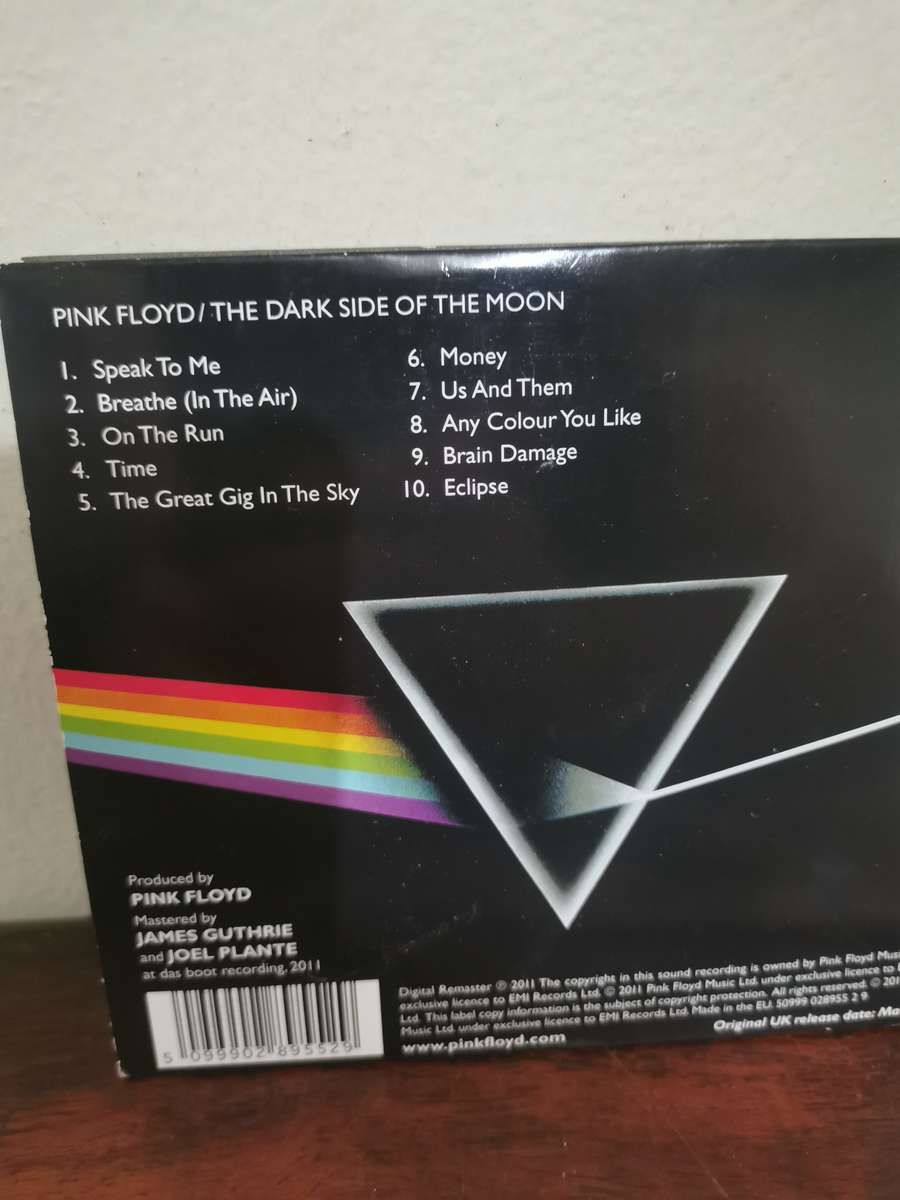 PINK FLOYD / THE DARK SIDE OF THE MOON
1. Speak To Me
2. Breathe (In The Air)
3. On The Run
4. Time
5. The Great Gig In The Sky
6. Money
7. Us And Them
8. Any Colour You Like
9. Brain Damage
10. Eclipse
Produced by
PINK FLOYD
Mastered by
JAMES GUTHRIE
and JOEL PLANTE
at das boot recording, 2011
5 099902 895529
Digital Remaster ℗ 2011 The copyright in this sound recording is owned by Pink Floyd Mus
exclusive licence to EMI Records Ltd. © 2011 Pink Floyd Music Ltd. under exclusive licence to
Ltd. This label copy information is the subject of copyright protection. All rights reserved. © 201
Music Ltd. under exclusive licence to EMI Records Ltd. Made in the EU. 50999 028955 2 9
Original UK release date: Ma
www.pinkfloyd.com